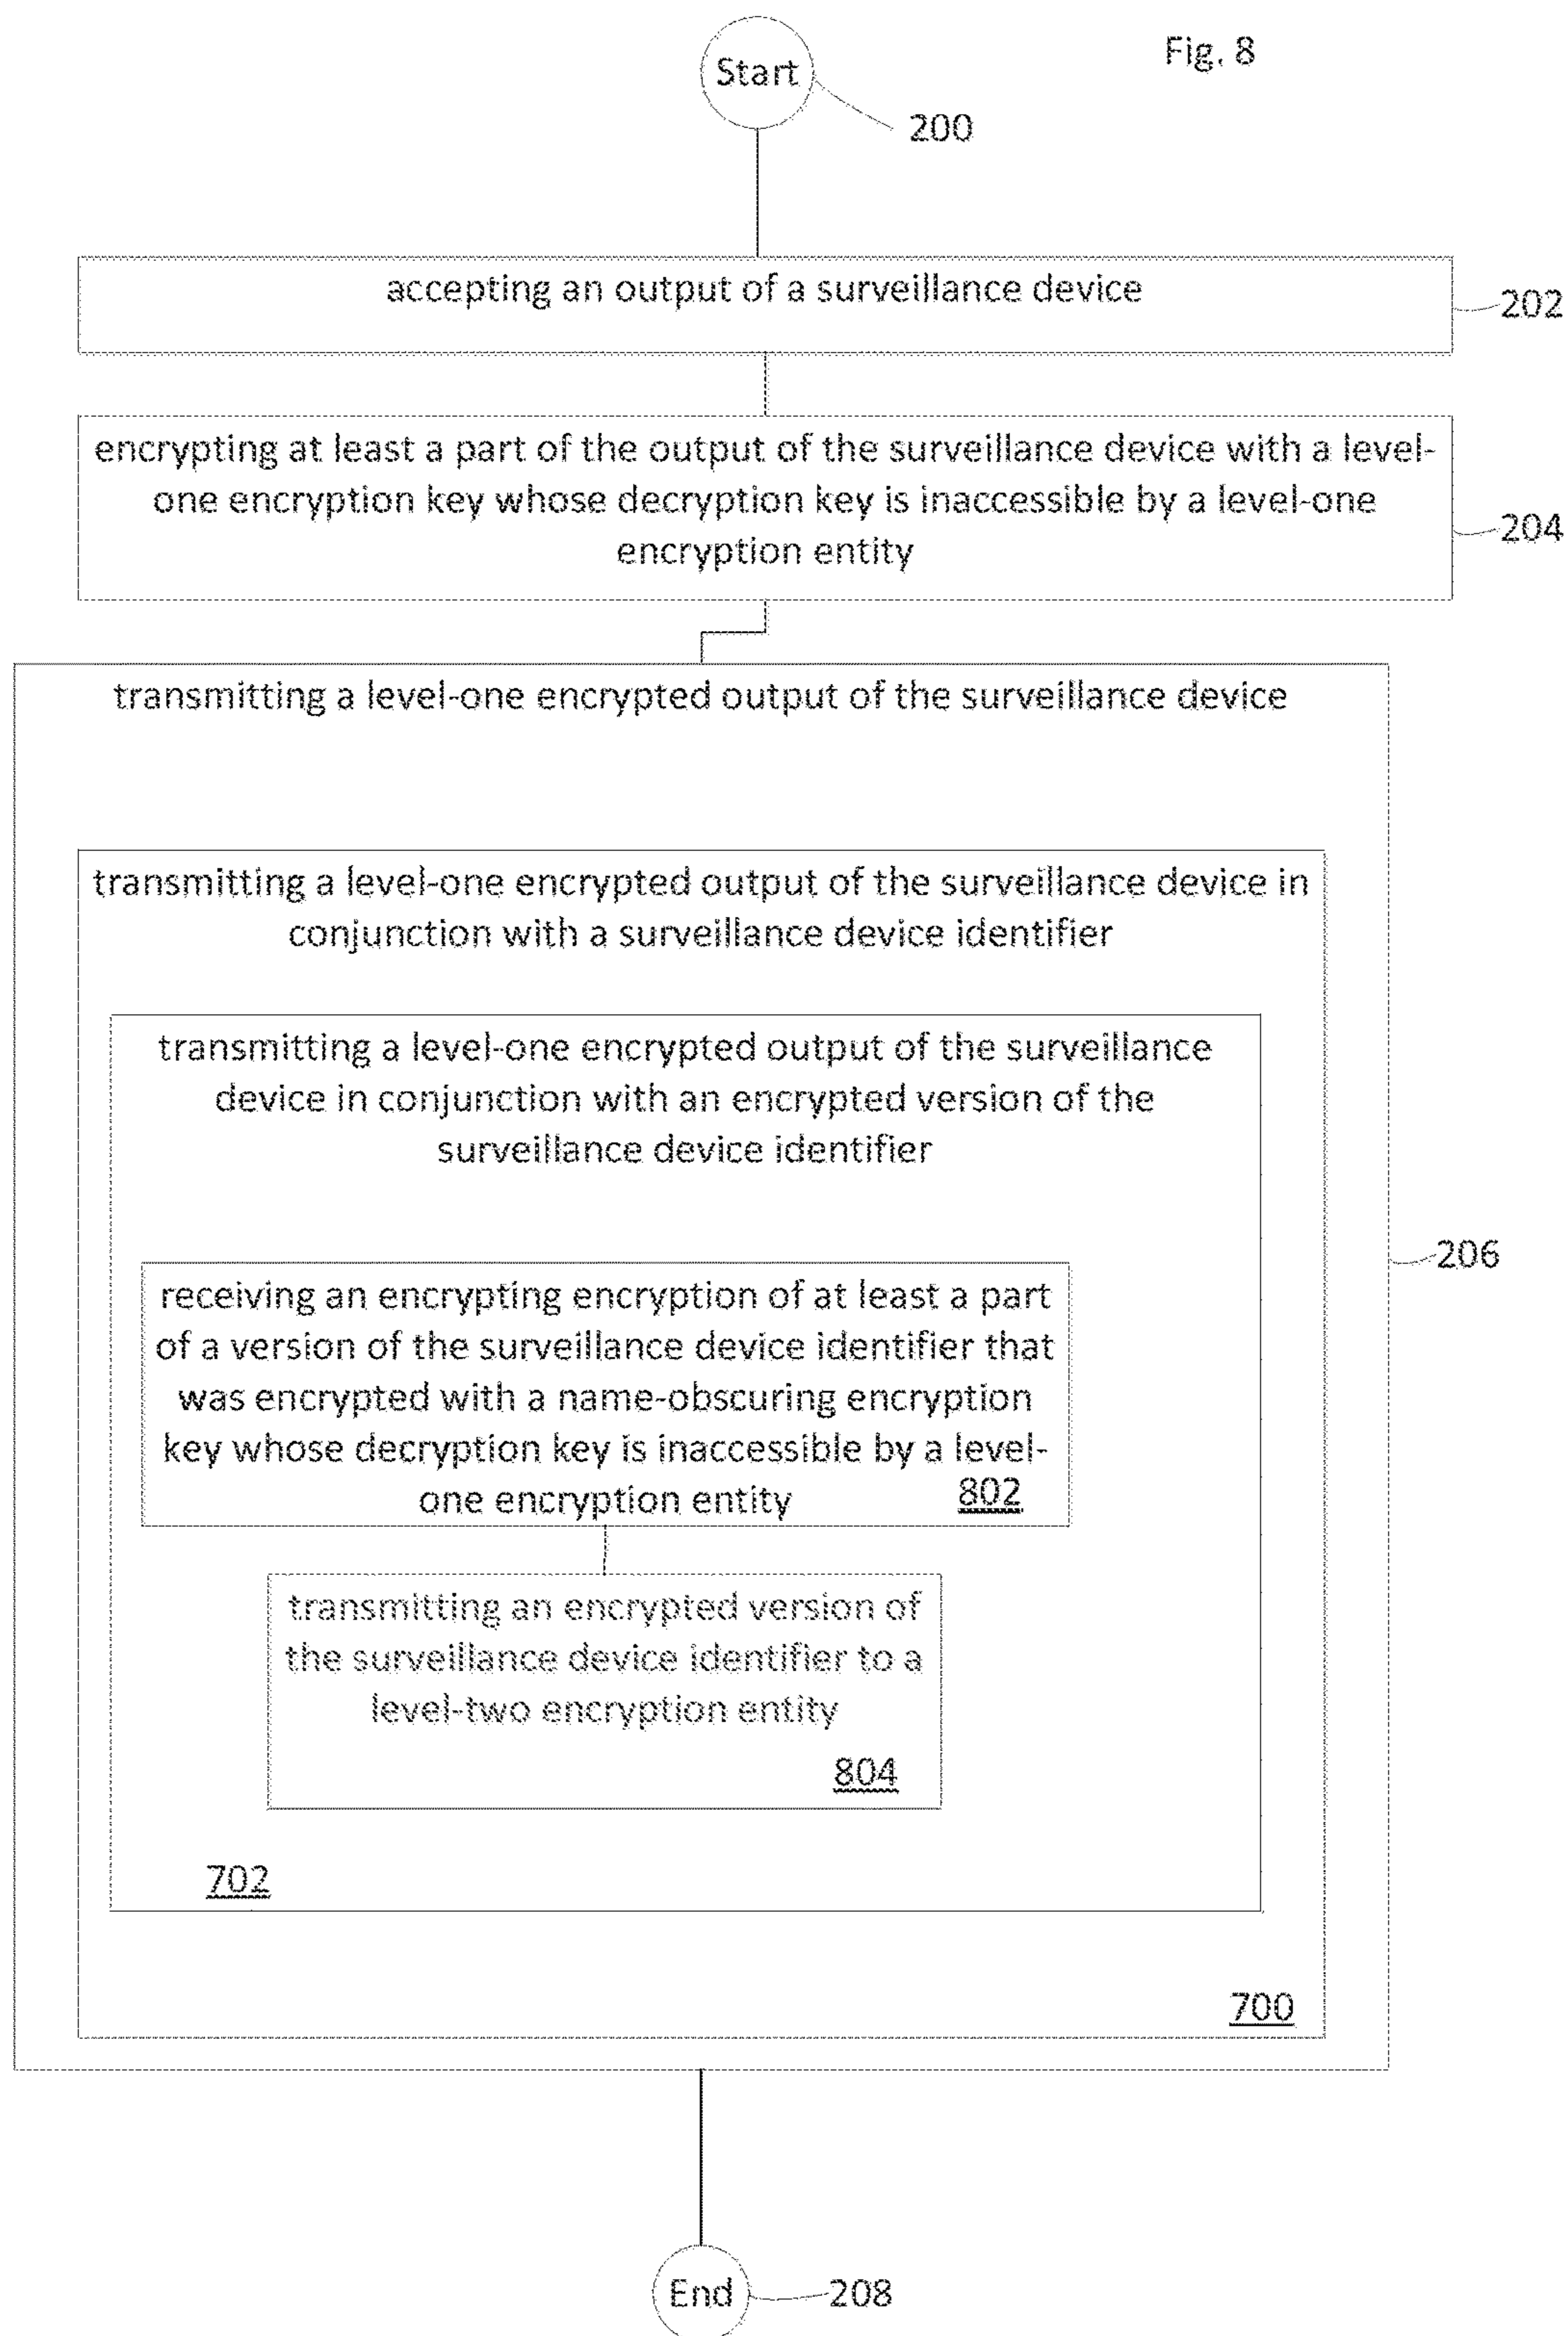 Fig. 8
Start
200
accepting an output of a surveillance device
202
encrypting at least a part of the output of the surveillance device with a level-
one encryption key whose decryption key is inaccessible by a level-one
encryption entity
204
transmitting a level-one encrypted output of the surveillance device
transmitting a level-one encrypted output of the surveillance device in
conjunction with a surveillance device identifier
transmitting a level-one encrypted output of the surveillance
device in conjunction with an encrypted version of the
surveillance device identifier
206
receiving an encrypting encryption of at least a part
of a version of the surveillance device identifier that
was encrypted with a name-obscuring encryption
key whose decryption key is inaccessible by a level-
one encryption entity
802
transmitting an encrypted version of
the surveillance device identifier to a
level-two encryption entity
804
702
700
End
208